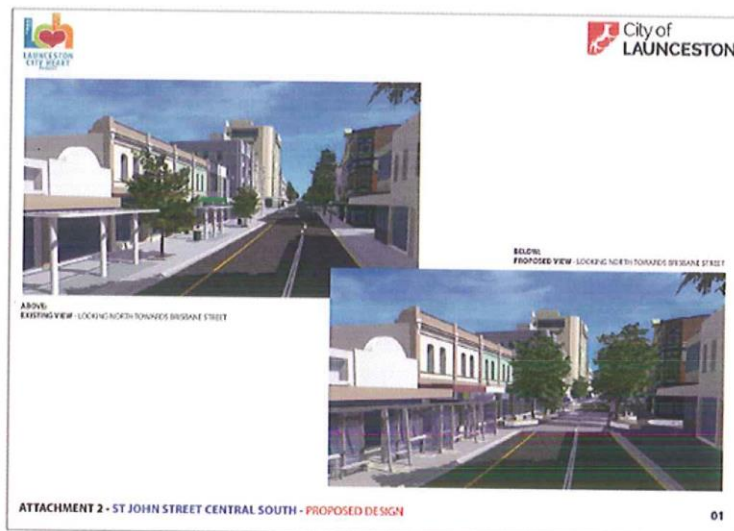 LAUNCESTON
CITY HEART
City of
LAUNCESTON
ABOVE:
EXISTING VIEW - LOOKING NORTH TOWARDS BRISBANE STREET
BELOW:
PROPOSED VIEW - LOOKING NORTH TOWARDS BRISBANE STREET
ATTACHMENT 2 - ST JOHN STREET CENTRAL SOUTH - PROPOSED DESIGN
01